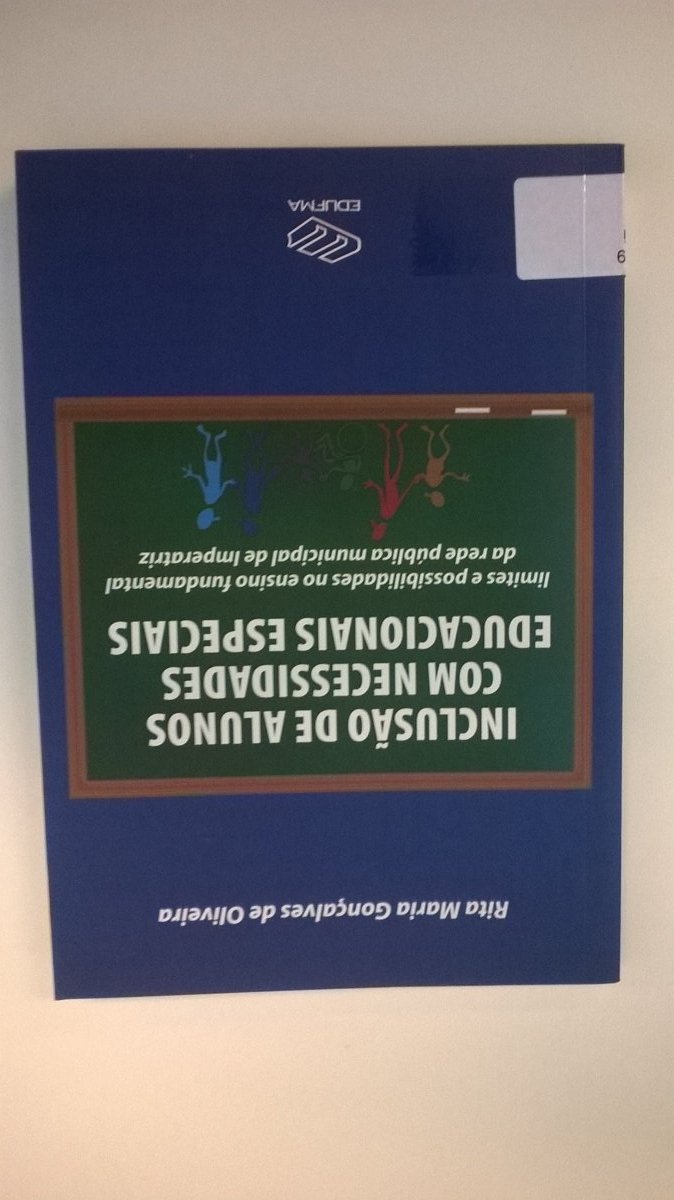 Rita Maria Gonçalves de Oliveira
INCLUSÃO DE ALUNOS
COM NECESSIDADES
EDUCACIONAIS ESPECIAIS
limites e possibilidades no ensino fundamental
da rede pública municipal de Imperatriz
EDUFMA